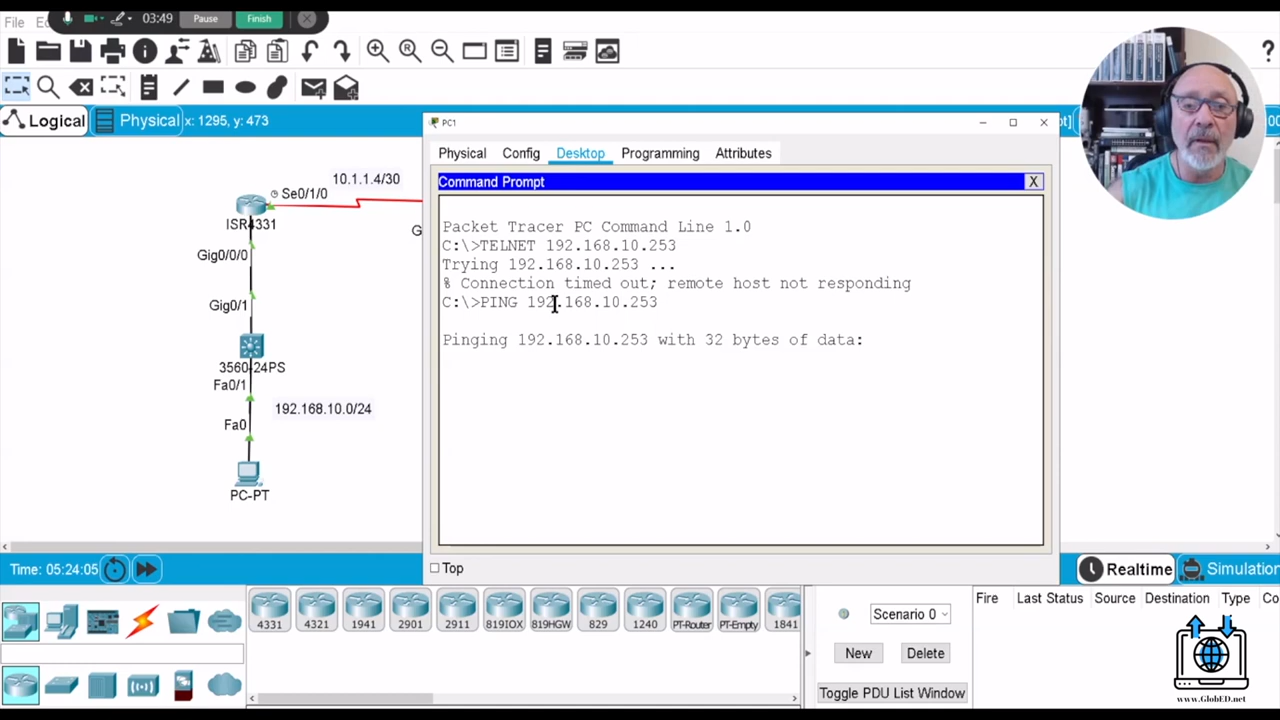 File
03:49
Pause
Finish
Logical
Physical
x: 1295, y: 473
PC1
Physical
Config
Desktop
Programming
Attributes
Command Prompt
X
Packet Tracer PC Command Line 1.0
C:\>TELNET 192.168.10.253
Trying 192.168.10.253 ...
% Connection timed out; remote host not responding
C:\>PING 192.168.10.253
Pinging 192.168.10.253 with 32 bytes of data:
Top
10.1.1.4/30
Se0/1/0
ISR4331
Gig0/0/0
Gig0/1
3560-24PS
Fa0/1
192.168.10.0/24
Fa0
PC-PT
Time: 05:24:05
Realtime
Simulation
4331
4321
1941
2901
2911
819IOX
819HGW
829
1240
PT-Router
PT-Empty
1841
Scenario 0
New
Delete
Toggle PDU List Window
Fire
Last Status
Source
Destination
Type
Co
www.GlobED.net